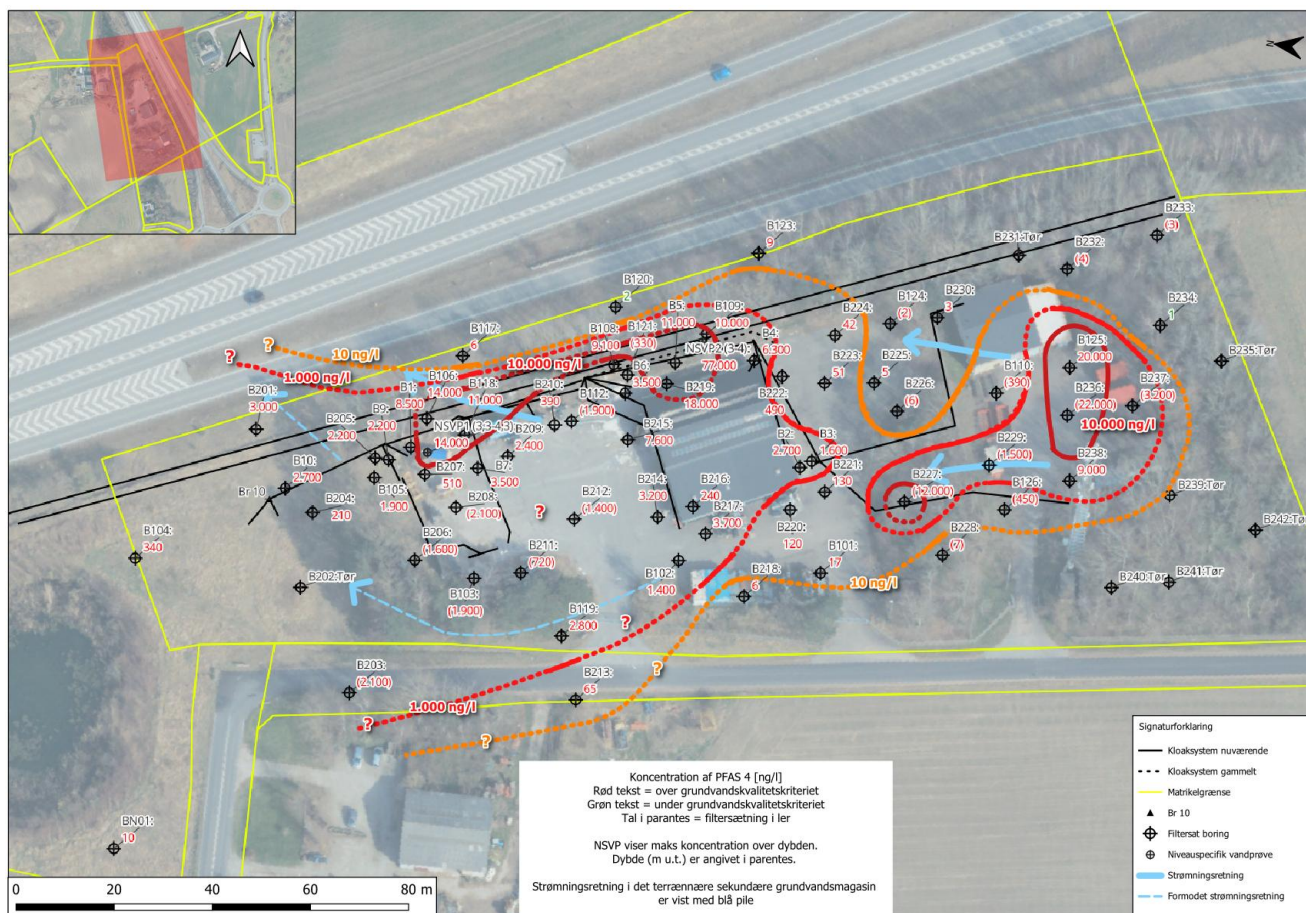 N
B233:
(3)
B123:
9
B231:Tør
B232:
(4)
B120:
2
B5:
11.000
B109:
10.000
B224:
42
B124:
(2)
B230:
3
B234:
1
B117:
6
?
?
10 ng/l
B108:
9.100
B121:
(330)
B4:
6.300
1.000 ng/l
10.000 ng/l
NSVP2 (3-4):
77.000
B223:
51
B225:
5
B110:
(390)
B125:
20.000
B235:Tør
B201:
3.000
B1:
8.500
B106:
14.000
B118:
11.000
B210:
390
B6:
3.500
B219:
18.000
B226:
(6)
B236:
(22.000)
B237:
(3.200)
B205:
2.200
B9:
2.200
B112:
(1.900)
B222:
490
10.000 ng/l
NSVP1 (3,3-4,3)
14.000
B209:
2.400
B215:
7.600
B2:
2.700
B3:
1.600
B229:
(1.500)
B238:
9.000
B10:
2.700
B207:
510
B7:
3.500
B221:
130
B227:
(12.000)
B126:
(450)
B239:Tør
Br 10
B204:
210
B105:
1.900
B208:
(2.100)
B212:
(1.400)
B214:
3.200
B216:
240
B217:
3.700
B220:
120
B242:Tør
?
B104:
340
B206:
(1.600)
B211:
(720)
B102:
1.400
B101:
17
B228:
(7)
B202:Tør
B103:
(1.900)
B218:
6
10 ng/l
B240:Tør
B241:Tør
B119:
2.800
?
B203:
(2.100)
B213:
65
?
1.000 ng/l
?
?
BN01:
10
Koncentration af PFAS 4 [ng/l]
Rød tekst = over grundvandskvalitetskriteriet
Grøn tekst = under grundvandskvalitetskriteriet
Tal i parantes = filtersætning i ler
NSVP viser maks koncentration over dybden.
Dybde (m u.t.) er angivet i parentes.
Strømningsretning i det terrænnære sekundære grundvandsmagasin
er vist med blå pile
Signaturforklaring
Kloaksystem nuværende
Kloaksystem gammelt
Matrikelgrænse
Br 10
Filtersat boring
Niveauspecifik vandprøve
Strømningsretning
Formodet strømningsretning
0 20 40 60 80 m